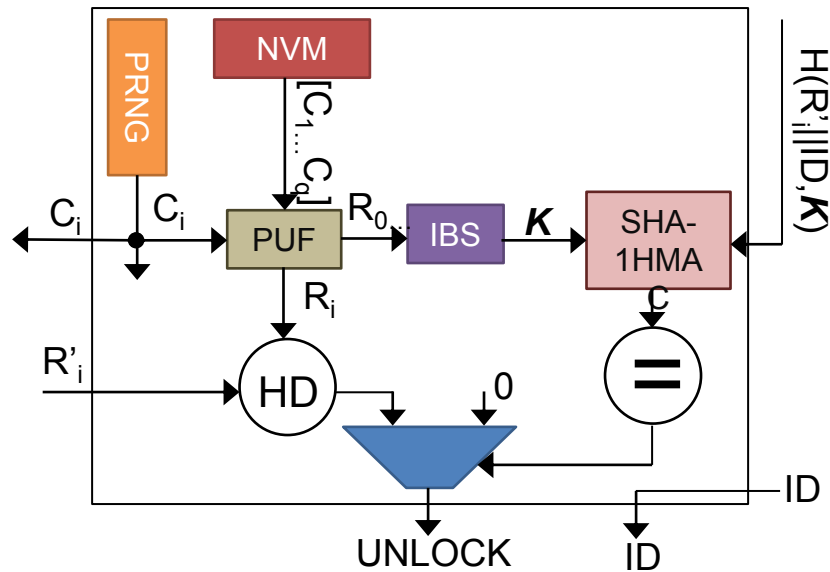 PRNG
NVM
[C1... Cq]
H(R'i||ID,K)
Ci
Ci
PUF
R0...
IBS
K
SHA-
1HMA
C
Ri
R'i
HD
=
0
ID
UNLOCK
ID